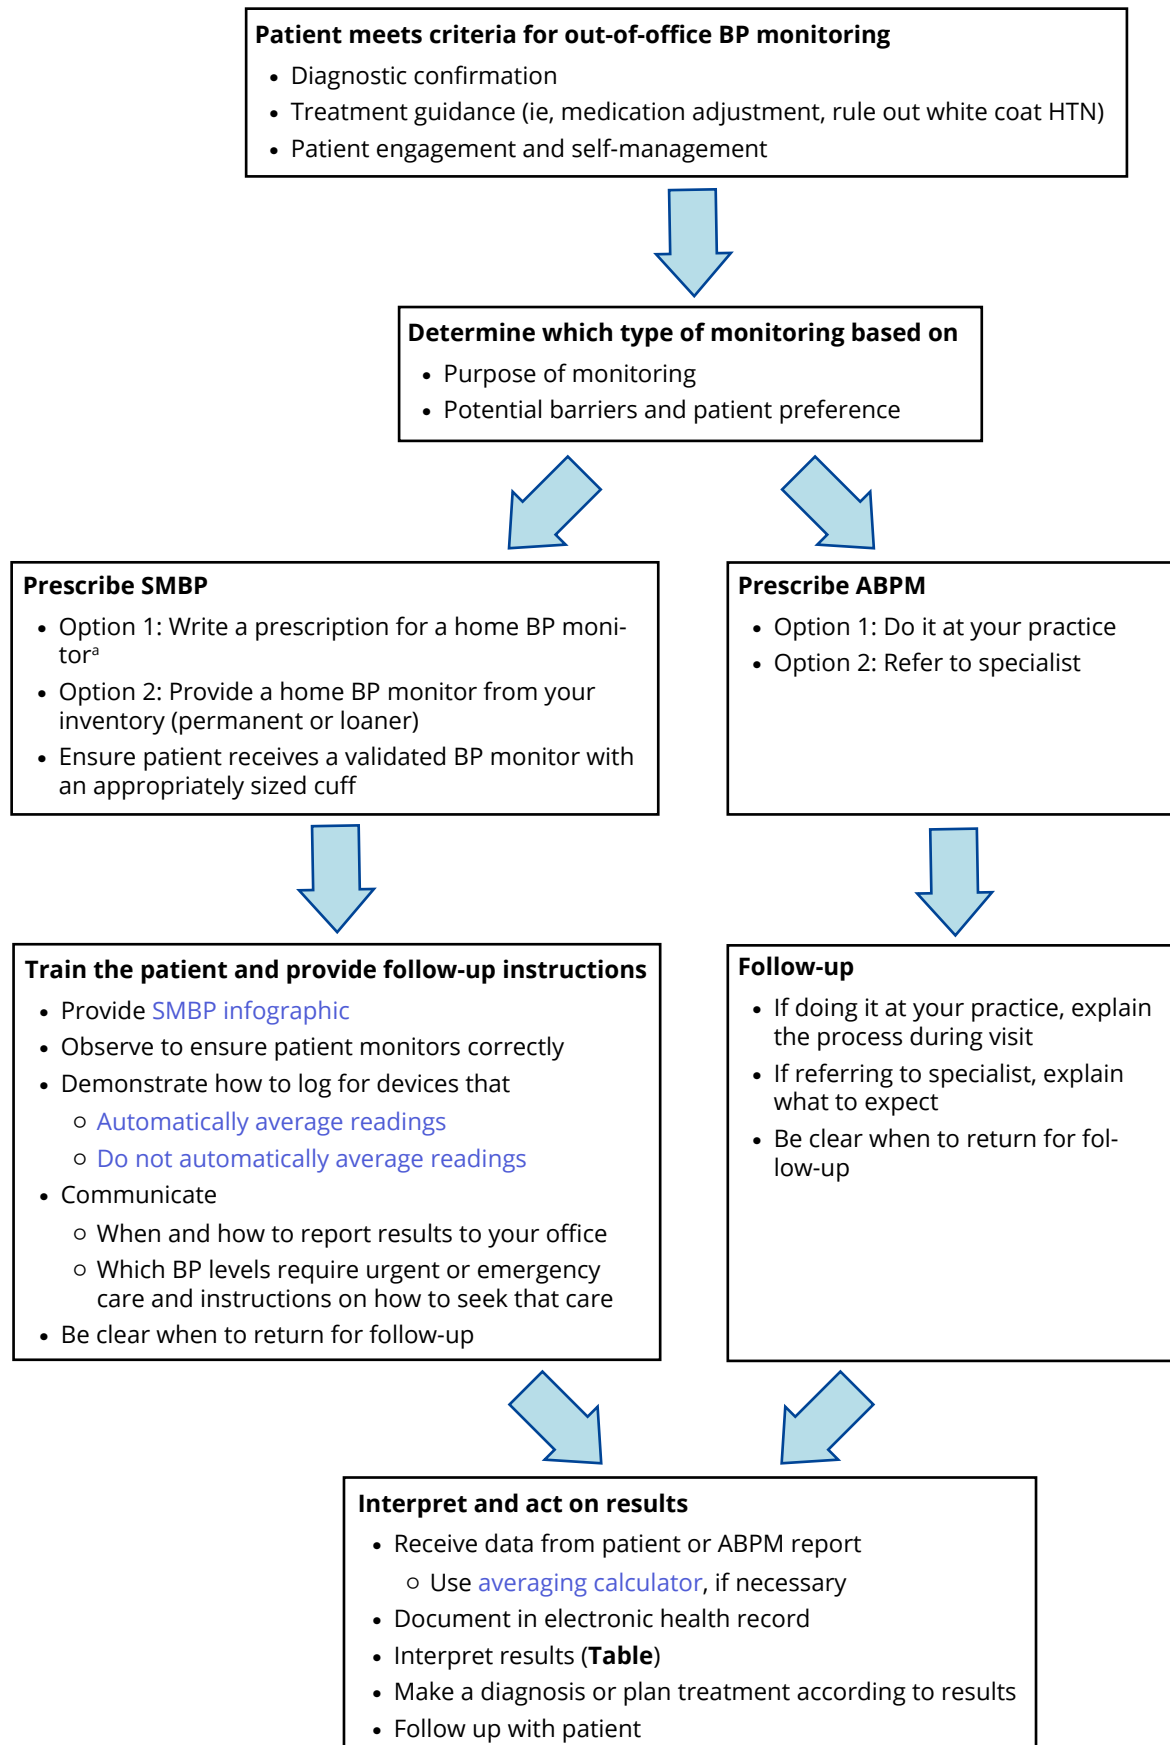 Patient meets criteria for out-of-office BP monitoring
• Diagnostic confirmation
• Treatment guidance (ie, medication adjustment, rule out white coat HTN)
• Patient engagement and self-management
Determine which type of monitoring based on
• Purpose of monitoring
• Potential barriers and patient preference
Prescribe SMBP
• Option 1: Write a prescription for a home BP moni-
torᵃ
• Option 2: Provide a home BP monitor from your
inventory (permanent or loaner)
• Ensure patient receives a validated BP monitor with
an appropriately sized cuff
Prescribe ABPM
• Option 1: Do it at your practice
• Option 2: Refer to specialist
Train the patient and provide follow-up instructions
• Provide SMBP infographic
• Observe to ensure patient monitors correctly
• Demonstrate how to log for devices that
○ Automatically average readings
○ Do not automatically average readings
• Communicate
○ When and how to report results to your office
○ Which BP levels require urgent or emergency
care and instructions on how to seek that care
• Be clear when to return for follow-up
Follow-up
• If doing it at your practice, explain
the process during visit
• If referring to specialist, explain
what to expect
• Be clear when to return for fol-
low-up
Interpret and act on results
• Receive data from patient or ABPM report
○ Use averaging calculator, if necessary
• Document in electronic health record
• Interpret results (Table)
• Make a diagnosis or plan treatment according to results
• Follow up with patient